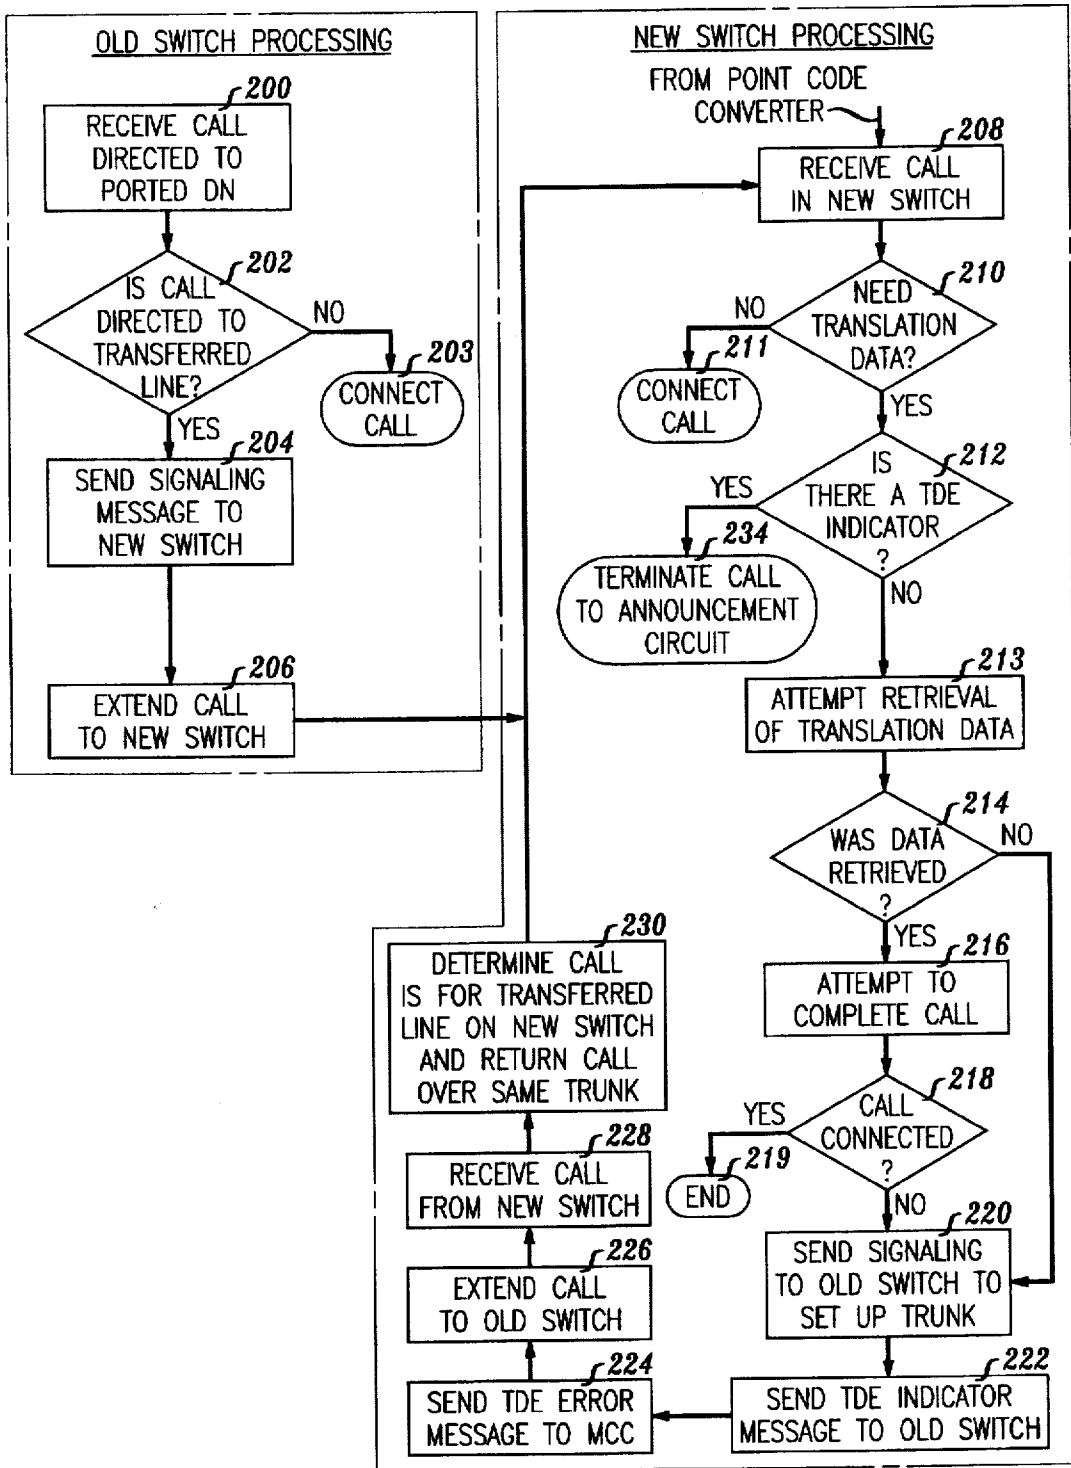 OLD SWITCH PROCESSING
200
RECEIVE CALL
DIRECTED TO
PORTED DN
202
IS CALL
DIRECTED TO
TRANSFERRED
LINE?
NO
203
CONNECT
CALL
YES
204
SEND SIGNALING
MESSAGE TO
NEW SWITCH
206
EXTEND CALL
TO NEW SWITCH
NEW SWITCH PROCESSING
FROM POINT CODE
CONVERTER
208
RECEIVE CALL
IN NEW SWITCH
210
NEED
TRANSLATION
DATA?
NO
211
CONNECT
CALL
YES
212
IS
THERE A TDE
INDICATOR
?
YES
234
TERMINATE CALL
TO ANNOUNCEMENT
CIRCUIT
NO
213
ATTEMPT RETRIEVAL
OF TRANSLATION DATA
214
WAS DATA
RETRIEVED
?
NO
YES
216
ATTEMPT TO
COMPLETE CALL
218
CALL
CONNECTED
?
YES
219
END
NO
220
SEND SIGNALING
TO OLD SWITCH TO
SET UP TRUNK
222
SEND TDE INDICATOR
MESSAGE TO OLD SWITCH
224
SEND TDE ERROR
MESSAGE TO MCC
226
EXTEND CALL
TO OLD SWITCH
228
RECEIVE CALL
FROM NEW SWITCH
230
DETERMINE CALL
IS FOR TRANSFERRED
LINE ON NEW SWITCH
AND RETURN CALL
OVER SAME TRUNK